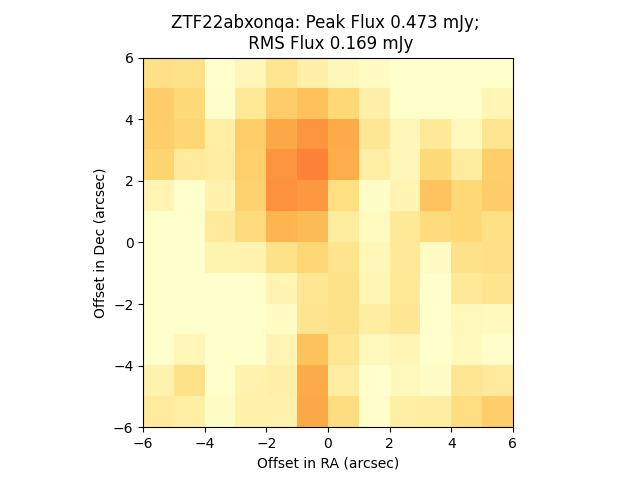 ZTF22abxonqa: Peak Flux 0.473 mJy;
RMS Flux 0.169 mJy
6
4
2
0
−2
−4
−6
Offset in Dec (arcsec)
−6 −4 −2 0 2 4 6
Offset in RA (arcsec)